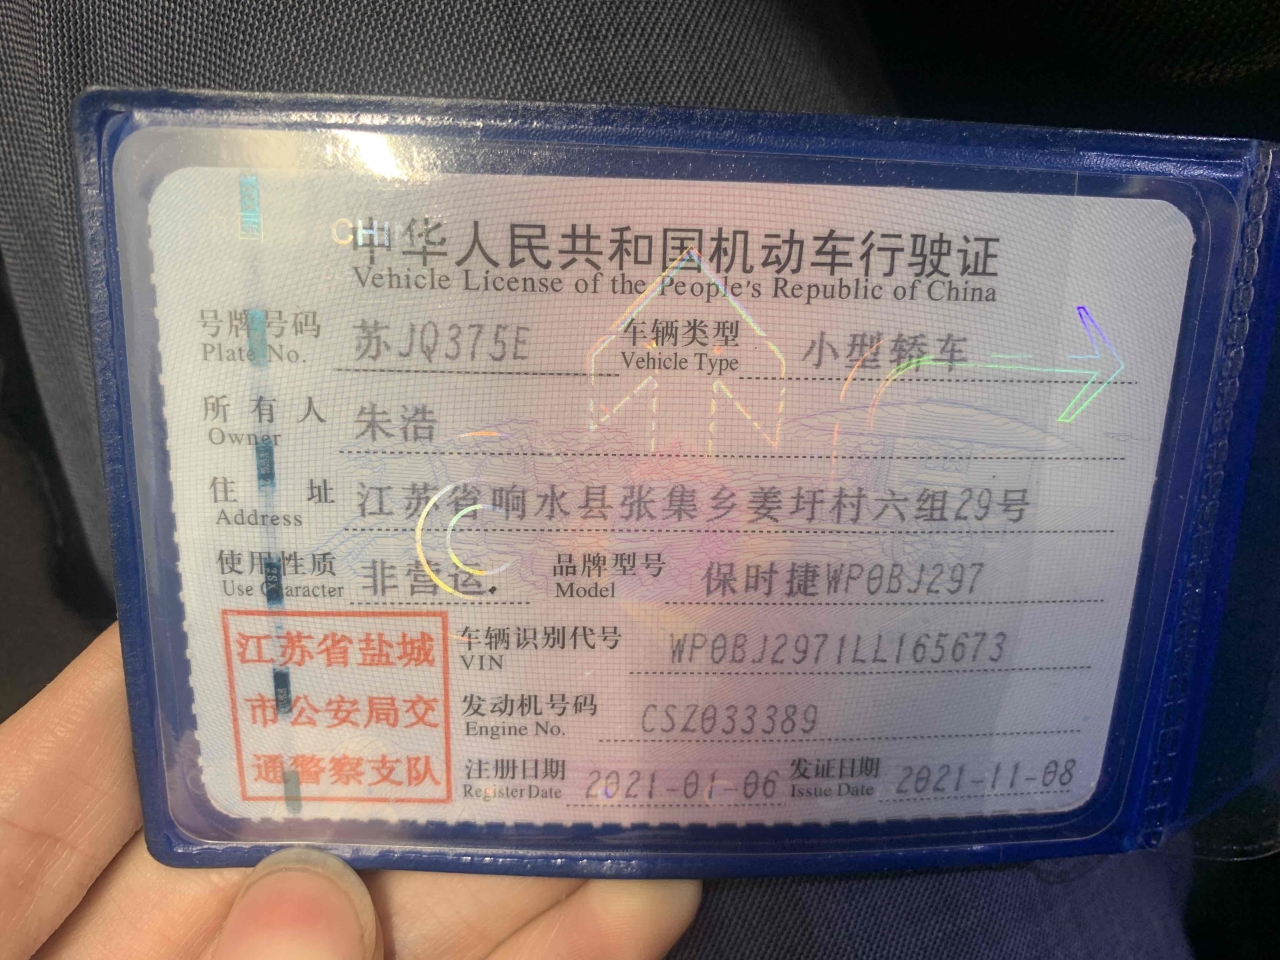 中华人民共和国机动车行驶证
Vehicle License of the People's Republic of China
号牌号码 苏JQ375E 车辆类型 小型轿车
Plate No. Vehicle Type
所有人 朱浩
Owner
住址 江苏省响水县张集乡姜圩村六组29号
Address
使用性质 非营运 品牌型号 保时捷WP0BJ297
Use Character Model
江苏省盐城
市公安局交
通警察支队
车辆识别代号 WP0BJ2971LL165673
VIN
发动机号码 CSZ033389
Engine No.
注册日期 2021-01-06 发证日期 2021-11-08
Register Date Issue Date